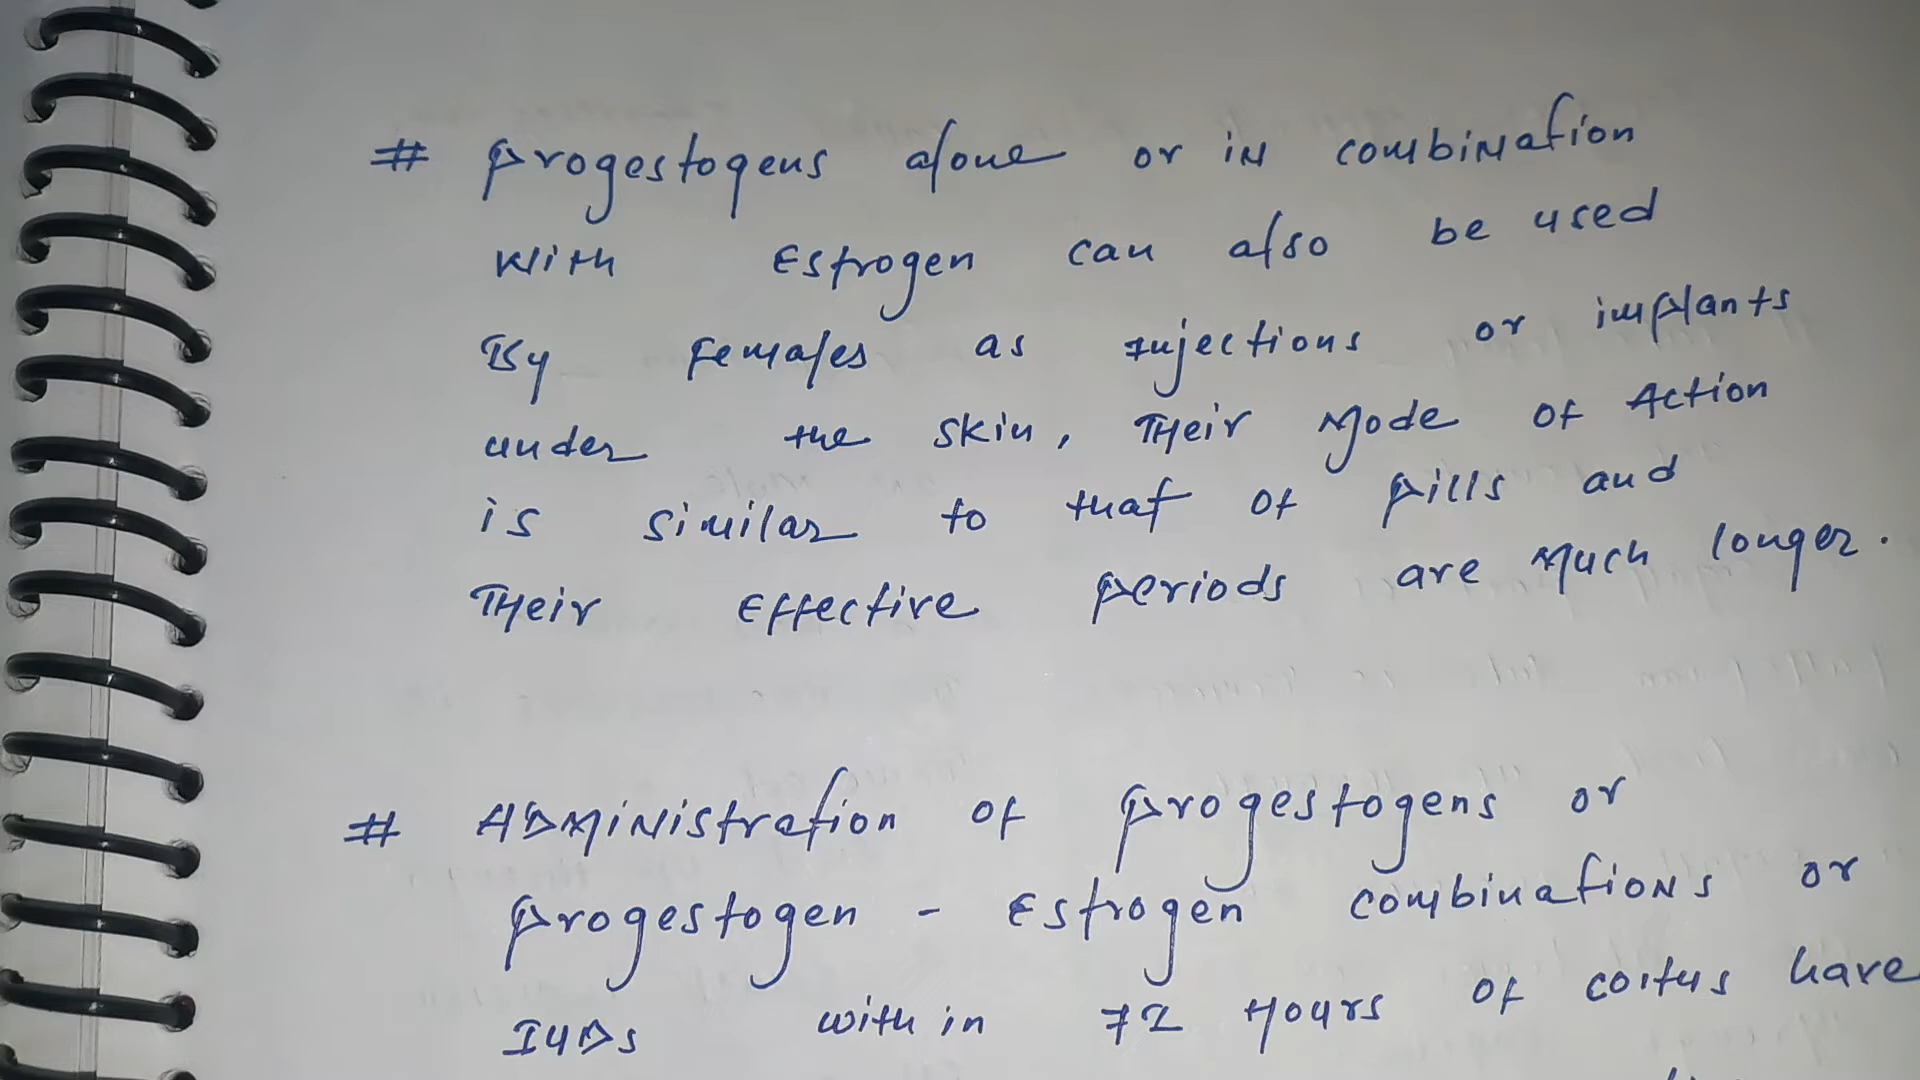 # progestogens alone or in combination
With Estrogen can also be used
By Females as Injections or implants
under the skin, THeir Mode of Action
is similar to that of pills and
THeir Effective periods are Much longer.
# ADMiNistration of progestogens or
progestogen - Estrogen combinations or
IUDs within 72 Hours of coitus have